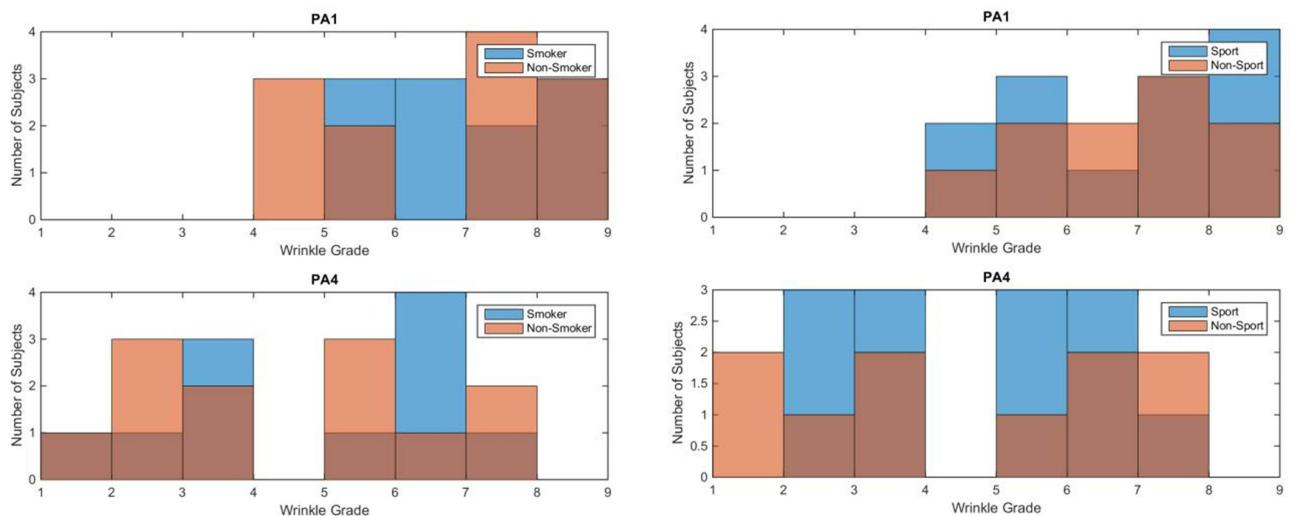 PA1
Smoker
Non-Smoker
Number of Subjects
4
3
2
1
0
1 2 3 4 5 6 7 8 9
Wrinkle Grade
PA1
Sport
Non-Sport
Number of Subjects
4
3
2
1
0
1 2 3 4 5 6 7 8 9
Wrinkle Grade
PA4
Smoker
Non-Smoker
Number of Subjects
4
3
2
1
0
1 2 3 4 5 6 7 8 9
Wrinkle Grade
PA4
Sport
Non-Sport
Number of Subjects
3
2.5
2
1.5
1
0.5
0
1 2 3 4 5 6 7 8 9
Wrinkle Grade